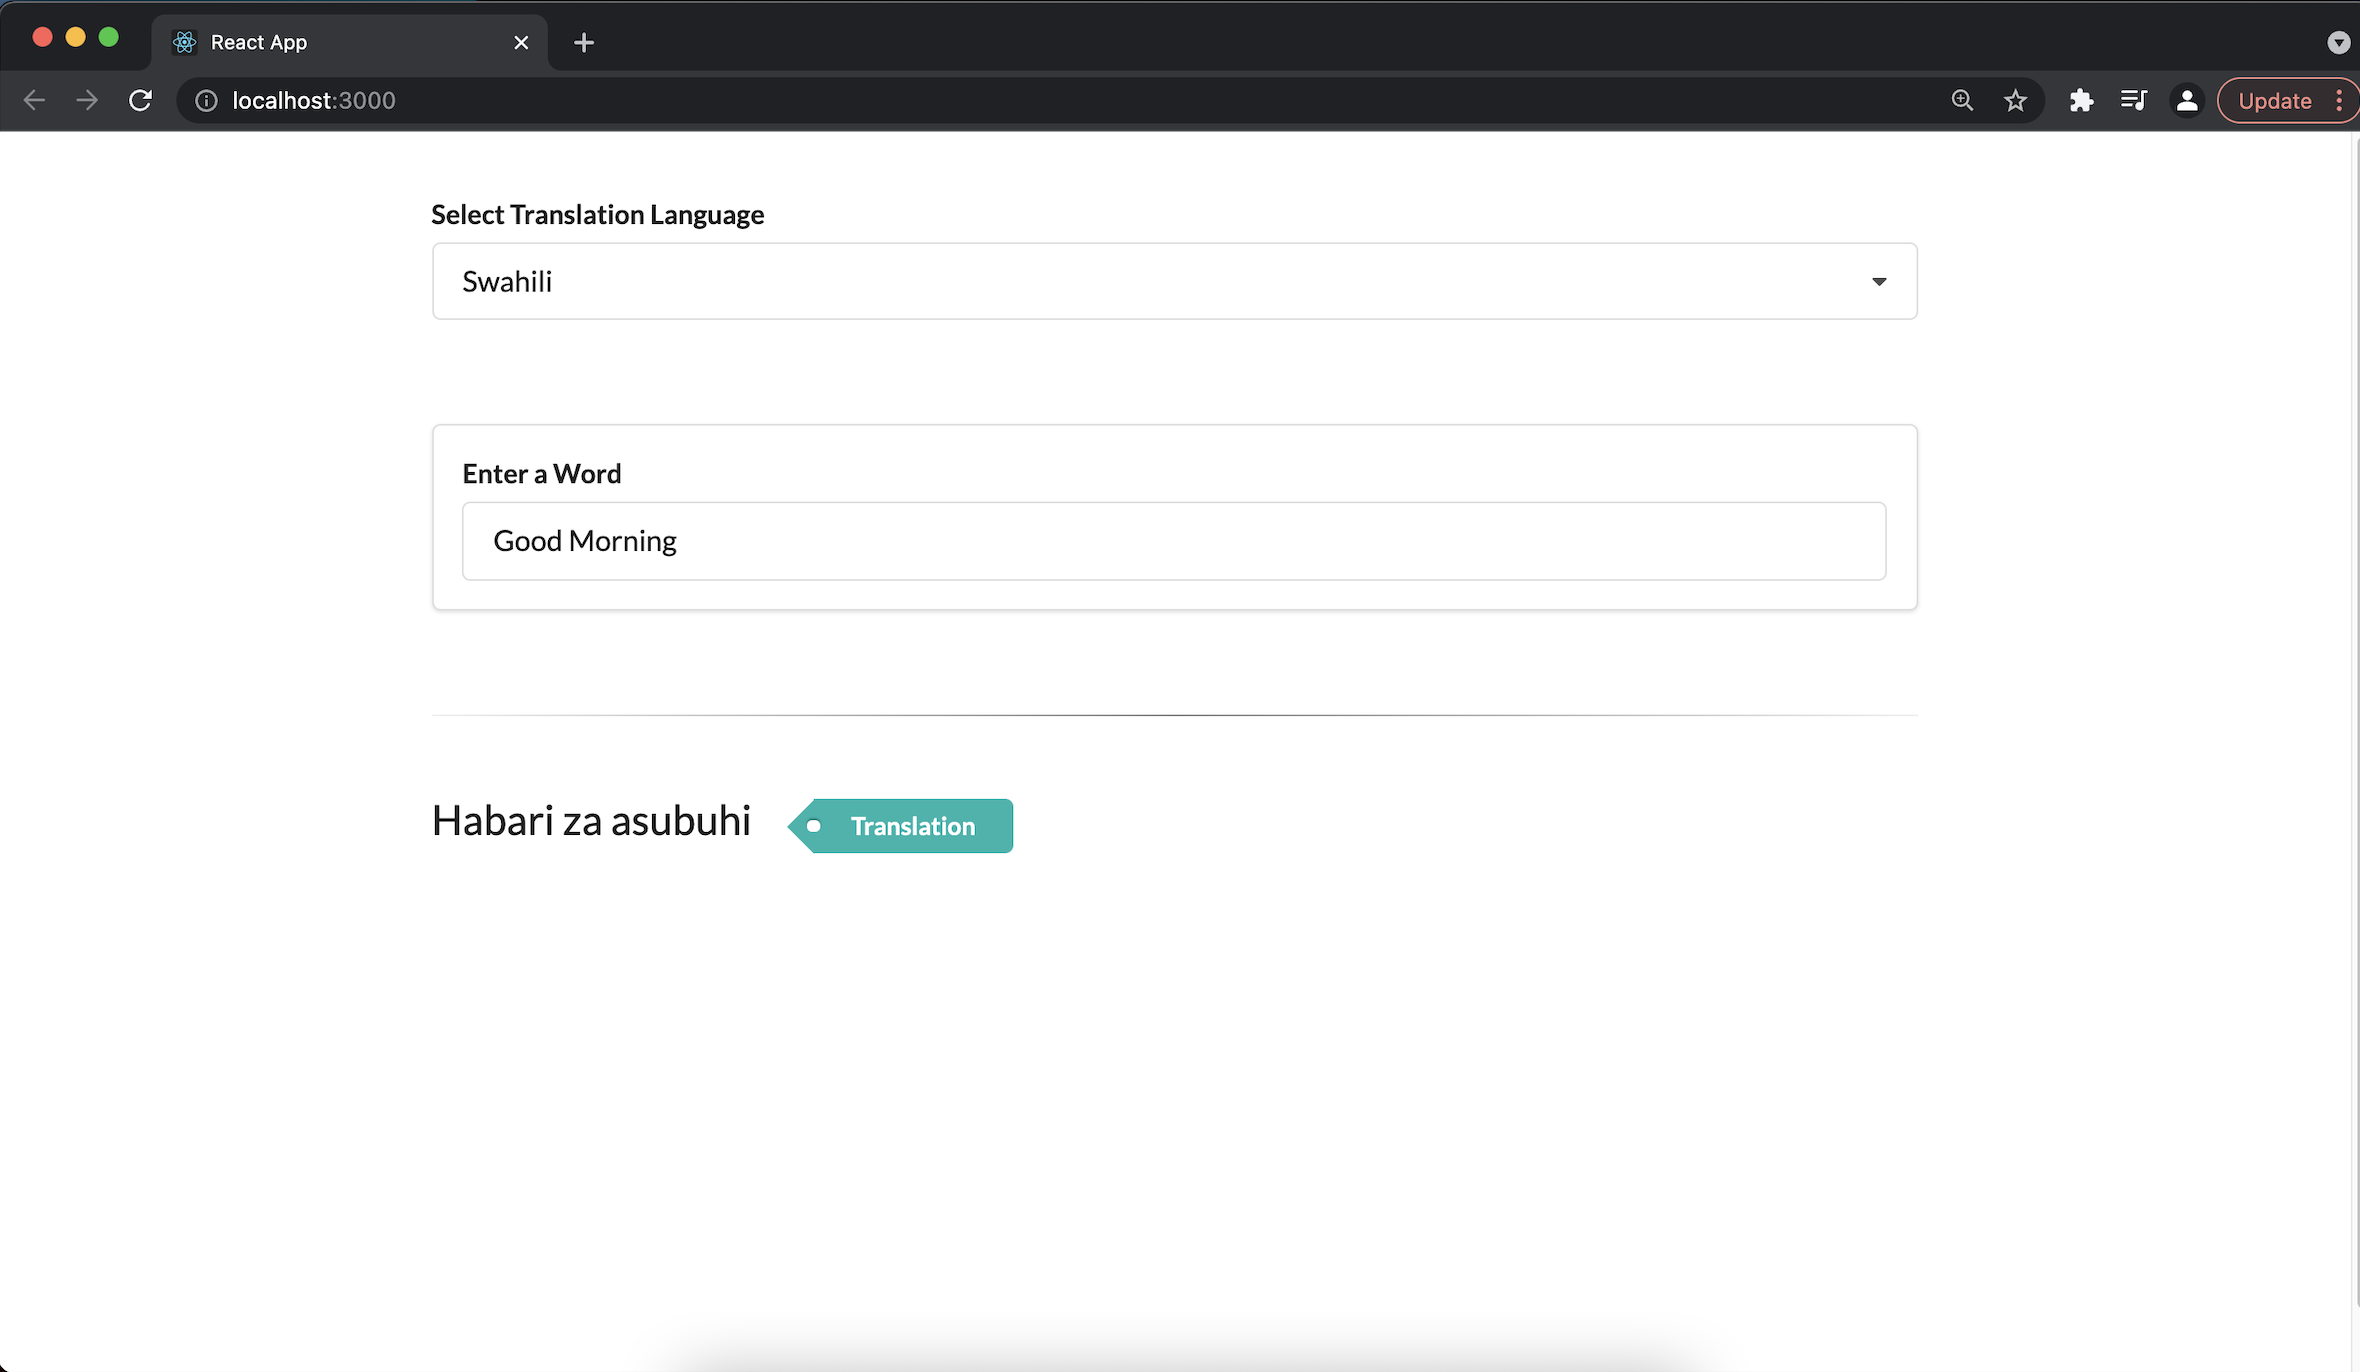 React App
localhost:3000
Update
Select Translation Language
Swahili
Enter a Word
Good Morning
Habari za asubuhi
Translation